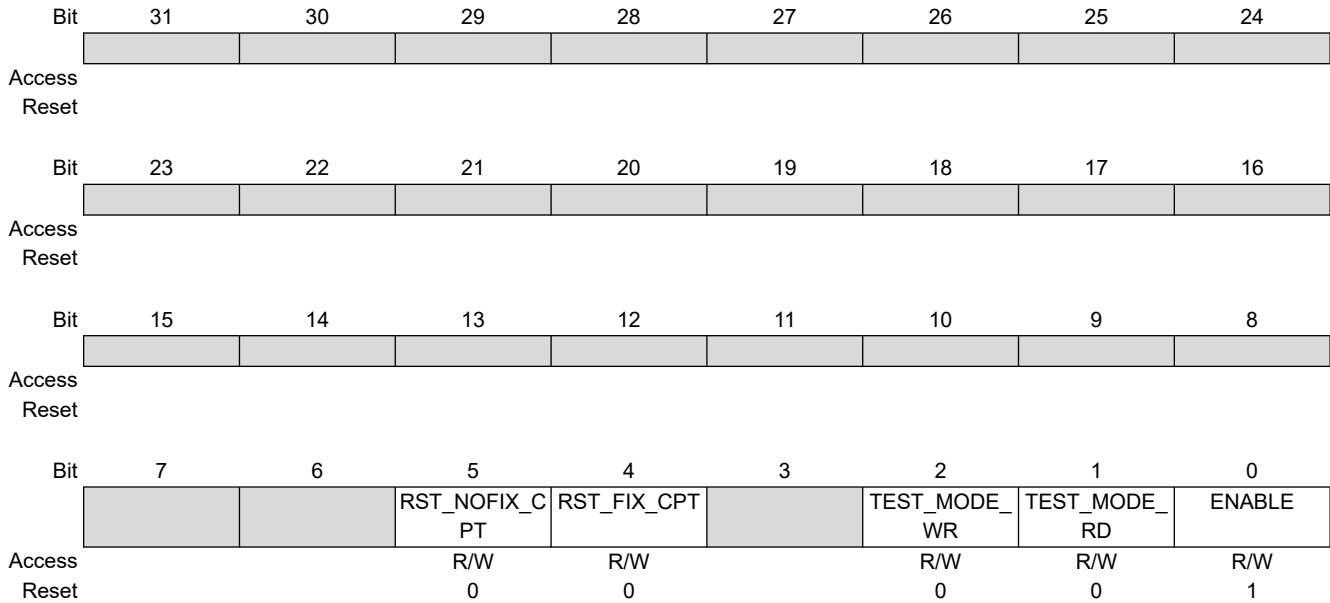 Bit 31 30 29 28 27 26 25 24
Access
Reset
Bit 23 22 21 20 19 18 17 16
Access
Reset
Bit 15 14 13 12 11 10 9 8
Access
Reset
Bit 7 6 5 4 3 2 1 0
RST_NOFIX_C RST_FIX_CPT TEST_MODE_ TEST_MODE_ ENABLE
PT WR RD
Access R/W R/W R/W R/W R/W
Reset 0 0 0 0 1